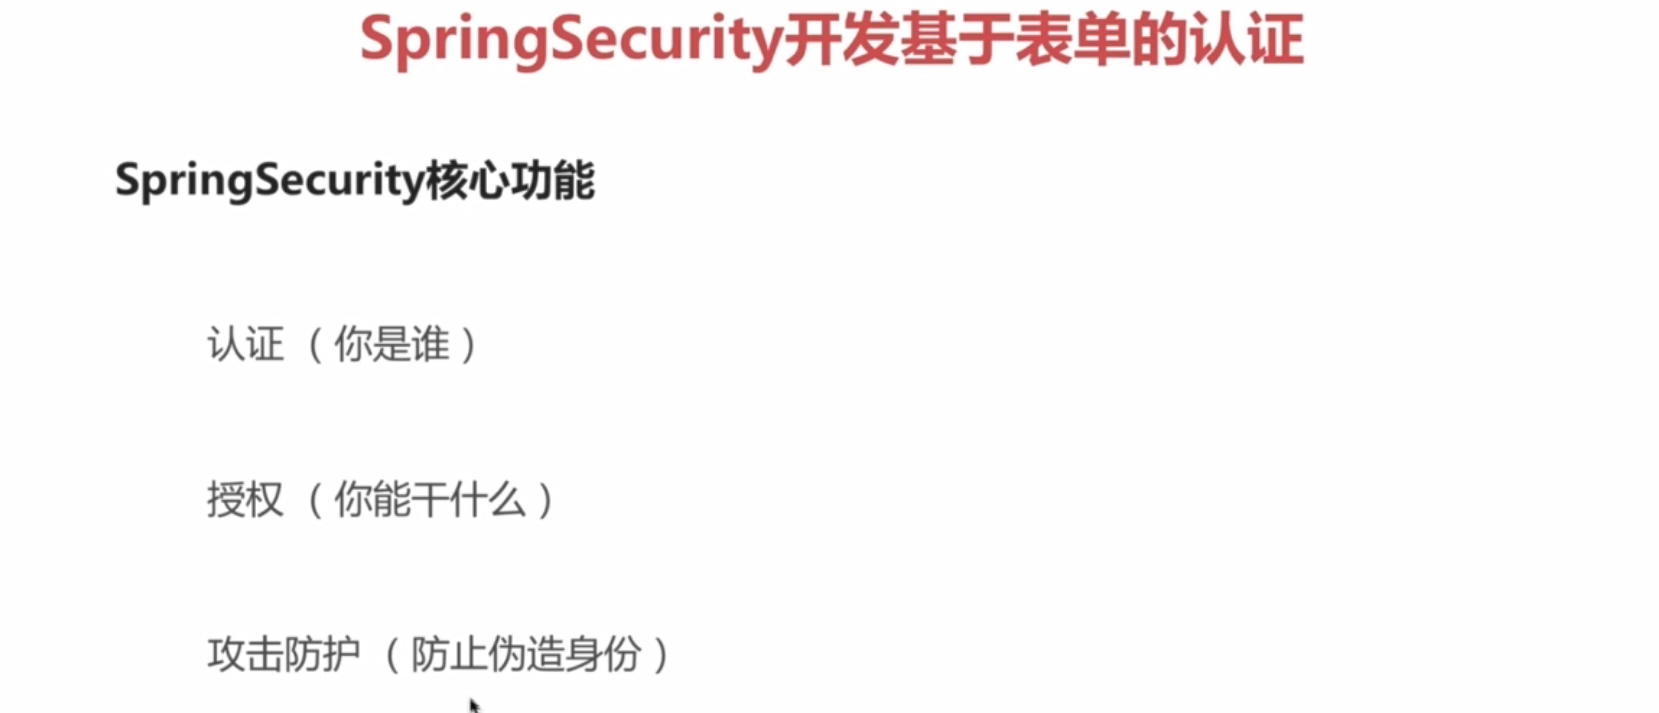 SpringSecurity开发基于表单的认证
SpringSecurity核心功能
认证（你是谁）
授权（你能干什么）
攻击防护（防止伪造身份）